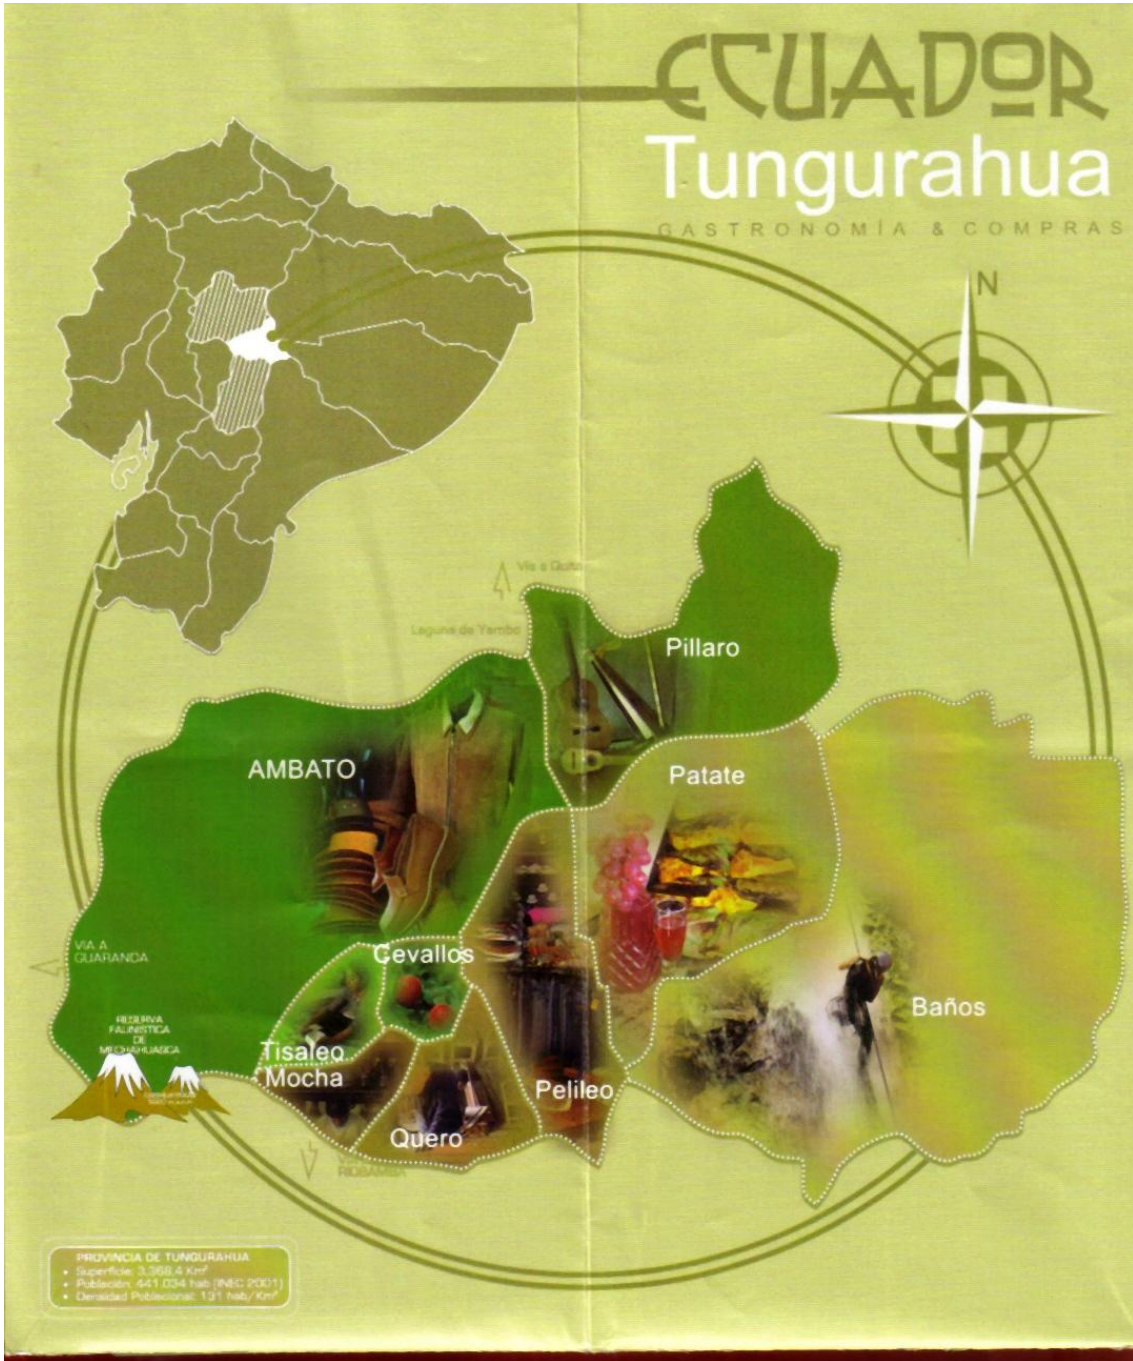 ECUADOR
Tungurahua
GASTRONOMÍA & COMPRAS
N
Via a Quito
Laguna de Yambo
Pillaro
AMBATO
Patate
VIA A
GUARANDA
Cevallos
Baños
RESERVA
FAUNISTICA
DE
Tisaleo
Mocha
Pelileo
Quero
RIOBAMBA
PROVINCIA DE TUNGURAHUA
• Superficie: 3.368.4 Km²
• Población: 441.034 hab (INEC 2001)
• Densidad Poblacional: 131 hab/Km²